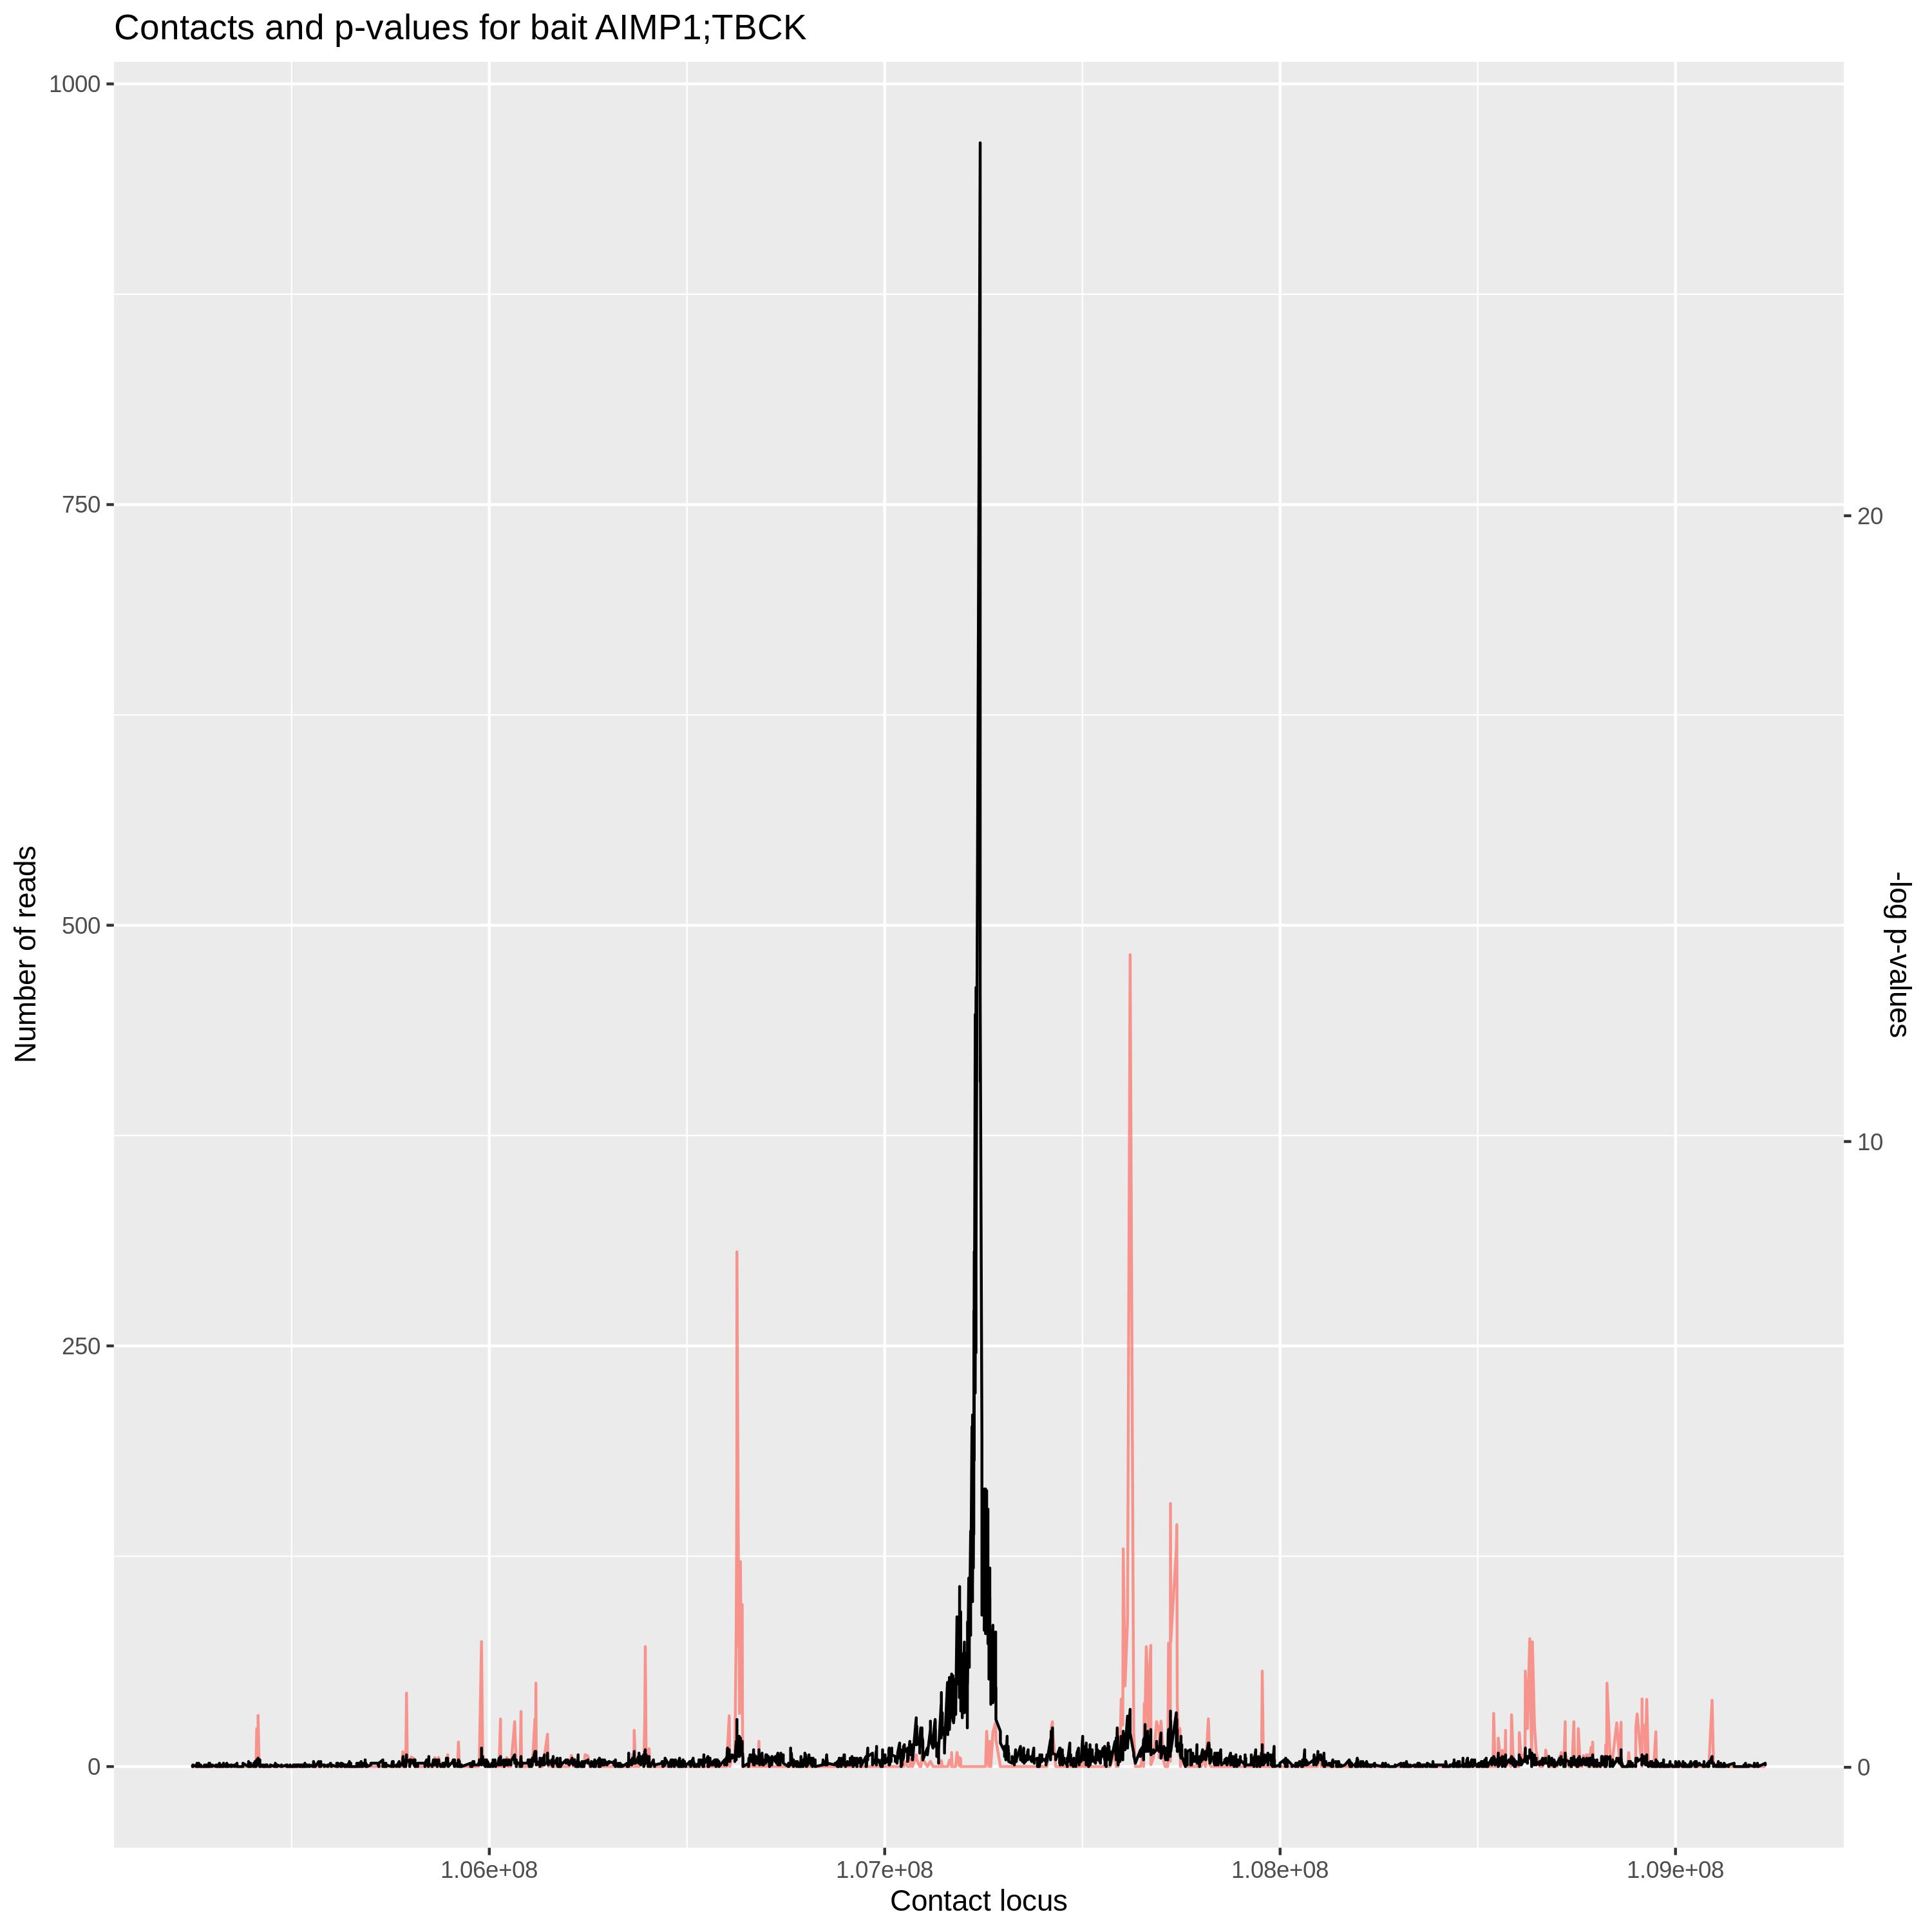 Contacts and p-values for bait AIMP1;TBCK
1000
750
500
250
0
Number of reads
20
10
0
-log p-values
1.06e+08
1.07e+08
1.08e+08
1.09e+08
Contact locus